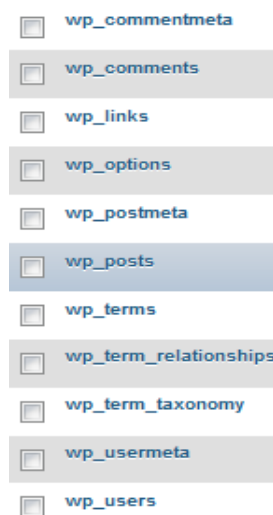 wp_commentmeta
wp_comments
wp_links
wp_options
wp_postmeta
wp_posts
wp_terms
wp_term_relationships
wp_term_taxonomy
wp_usermeta
wp_users